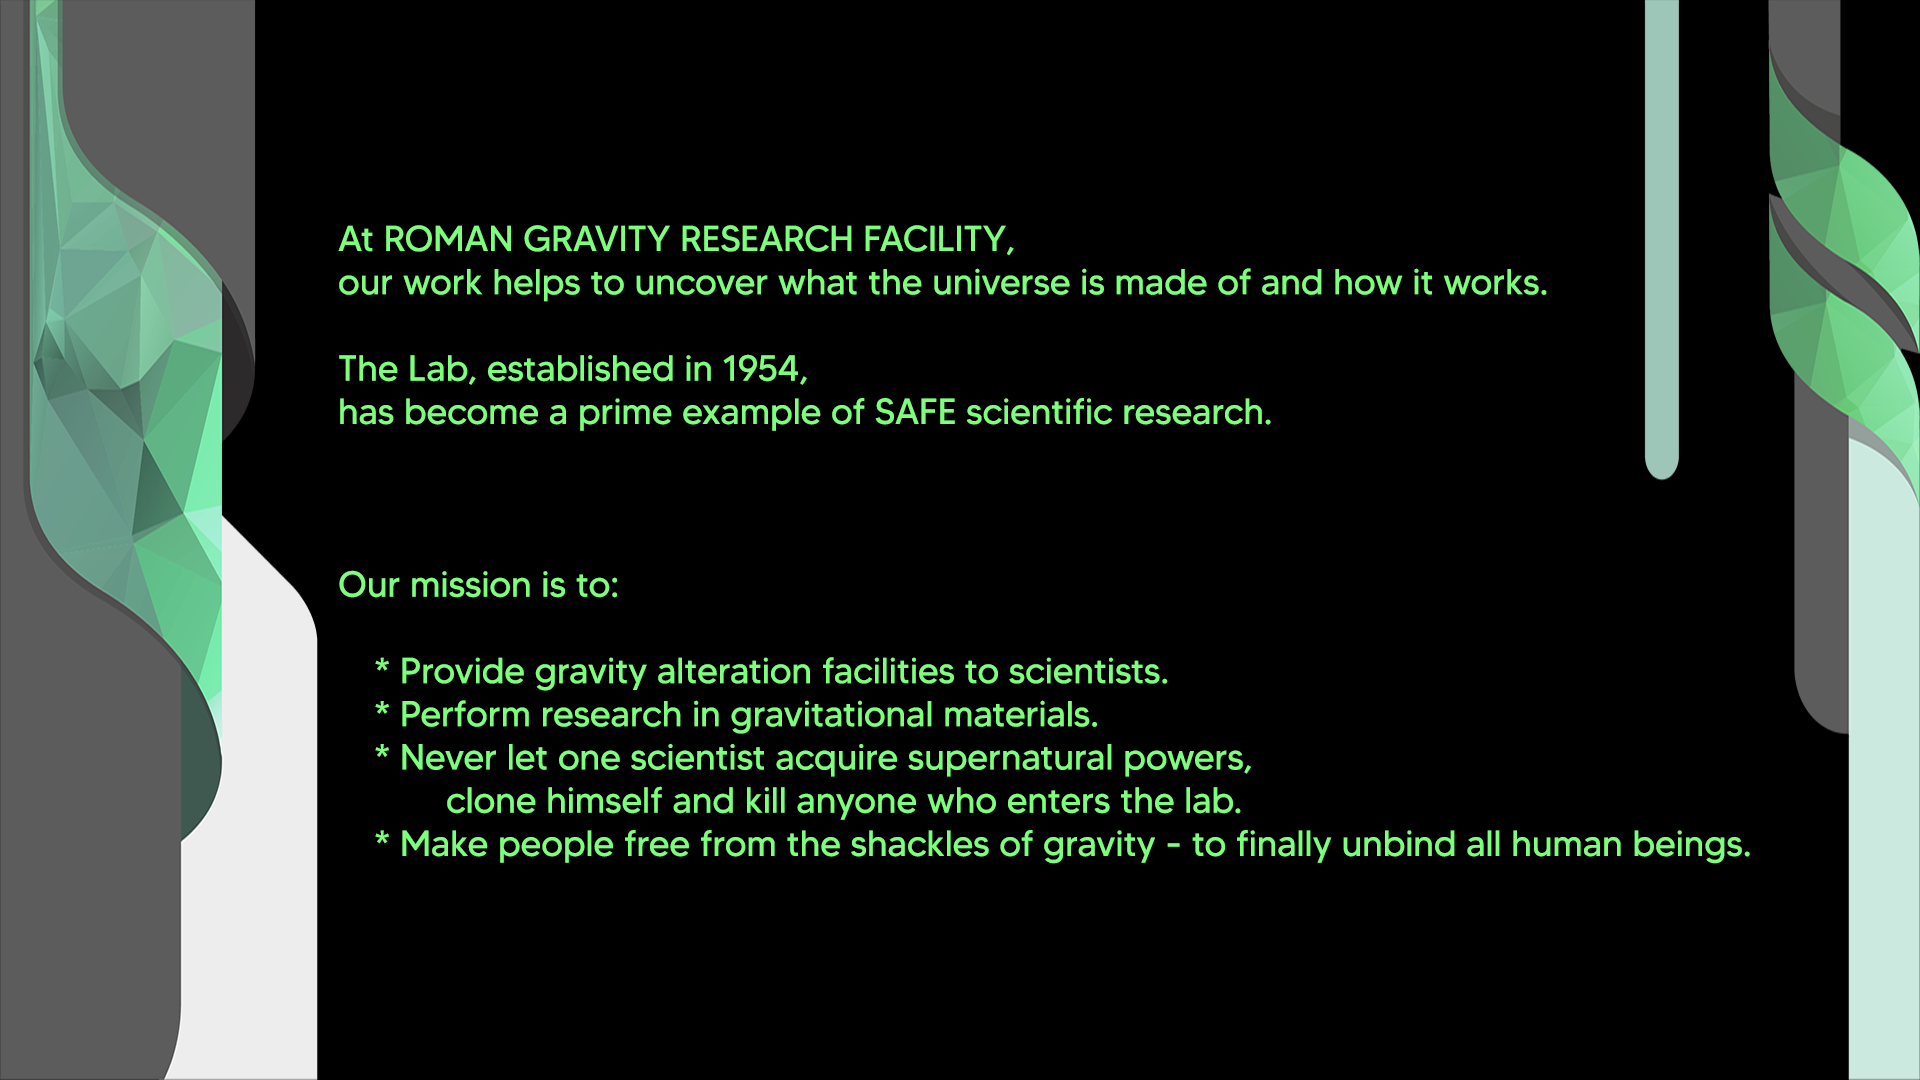 At ROMAN GRAVITY RESEARCH FACILITY,
our work helps to uncover what the universe is made of and how it works.
The Lab, established in 1954,
has become a prime example of SAFE scientific research.
Our mission is to:
* Provide gravity alteration facilities to scientists.
* Perform research in gravitational materials.
* Never let one scientist acquire supernatural powers,
clone himself and kill anyone who enters the lab.
* Make people free from the shackles of gravity - to finally unbind all human beings.